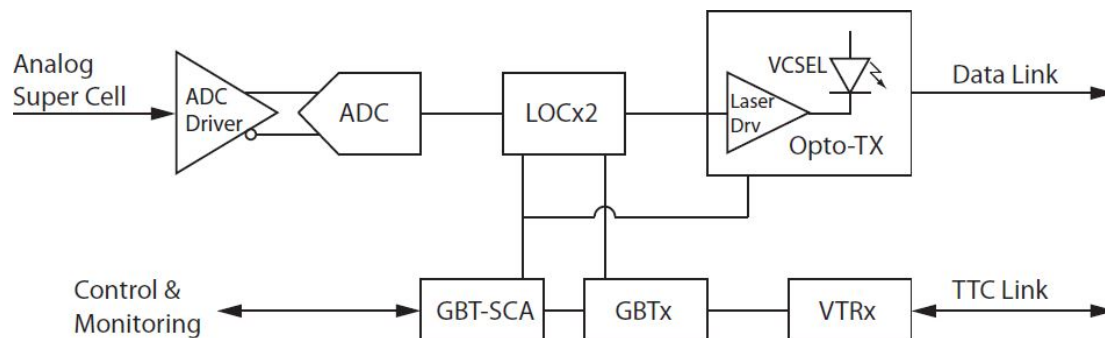 Analog
Super Cell
ADC
Driver
ADC
LOCx2
VCSEL
Laser
Drv
Opto-TX
Data Link
Control &
Monitoring
GBT-SCA
GBTx
VTRx
TTC Link